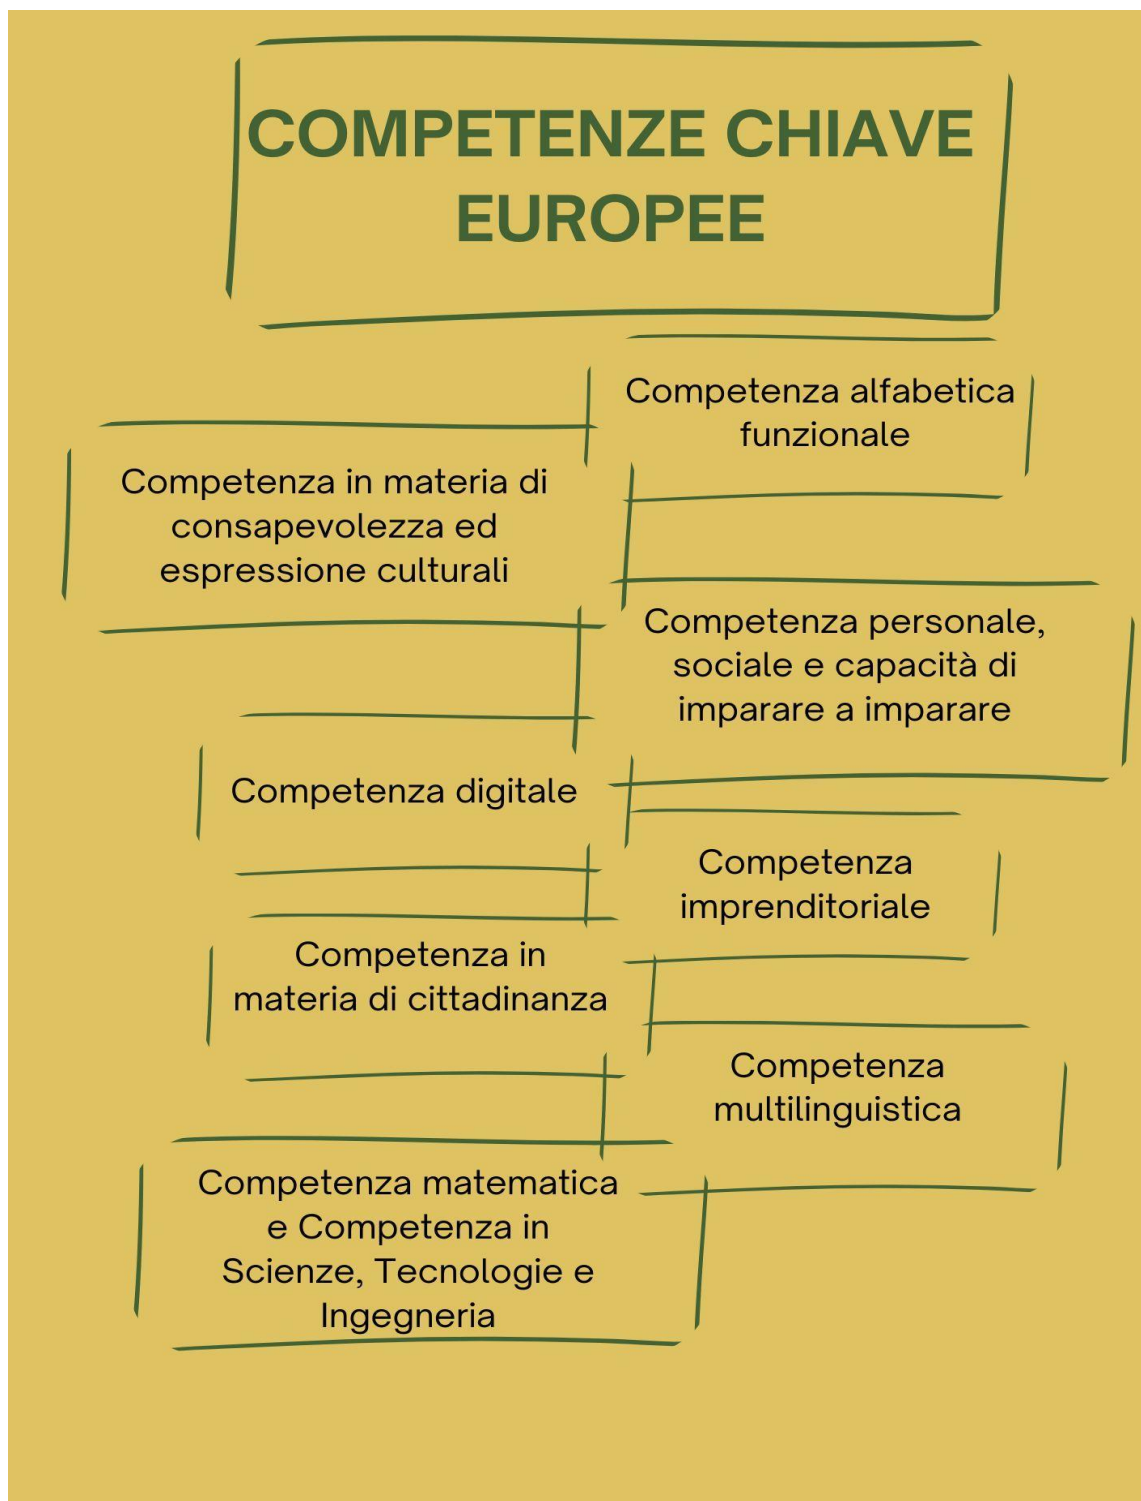 COMPETENZE CHIAVE
EUROPEE
Competenza alfabetica
funzionale
Competenza in materia di
consapevolezza ed
espressione culturali
Competenza personale,
sociale e capacità di
imparare a imparare
Competenza digitale
Competenza
imprenditoriale
Competenza in
materia di cittadinanza
Competenza
multilinguistica
Competenza matematica
e Competenza in
Scienze, Tecnologie e
Ingegneria